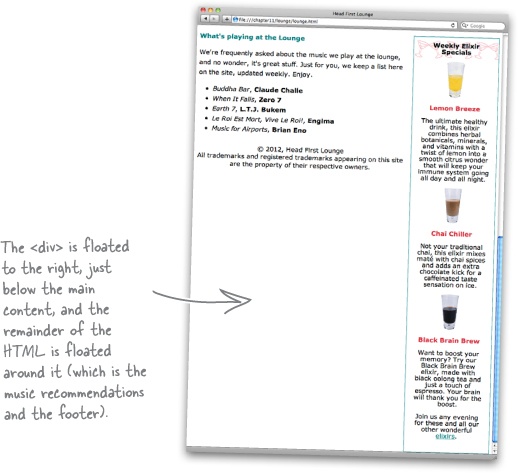 Head First Lounge
file:///chapter11/lounge/lounge.html
Google
What's playing at the Lounge
We're frequently asked about the music we play at the lounge,
and no wonder, it's great stuff. Just for you, we keep a list here
on the site, updated weekly. Enjoy.
• Buddha Bar, Claude Challe
• When It Falls, Zero 7
• Earth 7, L.T.J. Bukem
• Le Roi Est Mort, Vive Le Roi!, Engima
• Music for Airports, Brian Eno
© 2012, Head First Lounge
All trademarks and registered trademarks appearing on this site
are the property of their respective owners.
Weekly Elixir
Specials
Lemon Breeze
The ultimate healthy
drink, this elixir
combines herbal
botanicals, minerals,
and vitamins with a
twist of lemon into a
smooth citrus wonder
that will keep your
immune system going
all day and all night.
Chai Chiller
Not your traditional
chai, this elixir mixes
maté with chai spices
and adds an extra
chocolate kick for a
caffeinated taste
sensation on ice.
Black Brain Brew
Want to boost your
memory? Try our
Black Brain Brew
elixir, made with
black oolong tea and
just a touch of
espresso. Your brain
will thank you for the
boost.
Join us any evening
for these and all our
other wonderful
elixirs.
The <div> is floated
to the right, just
below the main
content, and the
remainder of the
HTML is floated
around it (which is the
music recommendations
and the footer).